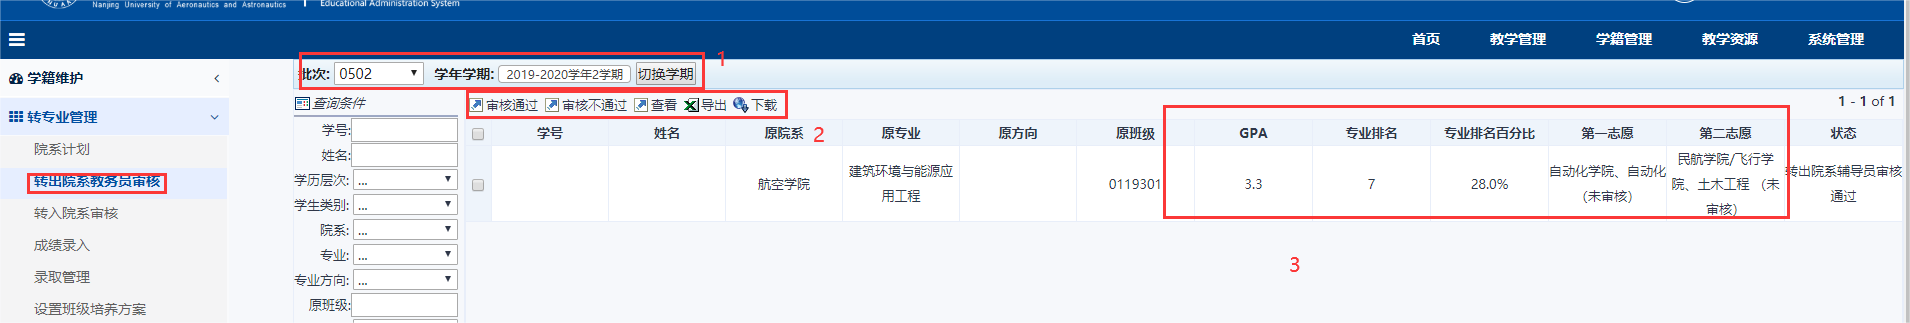 Nanjing University of Aeronautics and Astronautics
Educational Administration System
首页 教学管理 学籍管理 教学资源 系统管理
学籍维护
转专业管理
院系计划
转出院系教务员审核
转入院系审核
成绩录入
录取管理
设置班级培养方案
批次: 0502 学年学期: 2019-2020学年2学期 切换学期
1
查询条件
学号:
姓名:
学历层次: ...
学生类别: ...
院系: ...
专业: ...
专业方向: ...
原班级:
审核通过 审核不通过 查看 导出 下载
1 - 1 of 1
2
学号 姓名 原院系 原专业 原方向 原班级 GPA 专业排名 专业排名百分比 第一志愿 第二志愿 状态
航空学院
建筑环境与能源应
用工程
0119301
3.3
7
28.0%
自动化学院、自动化
(未审核)
民航学院/飞行学
院、土木工程 (未
审核)
转出院系辅导员审核
通过
3